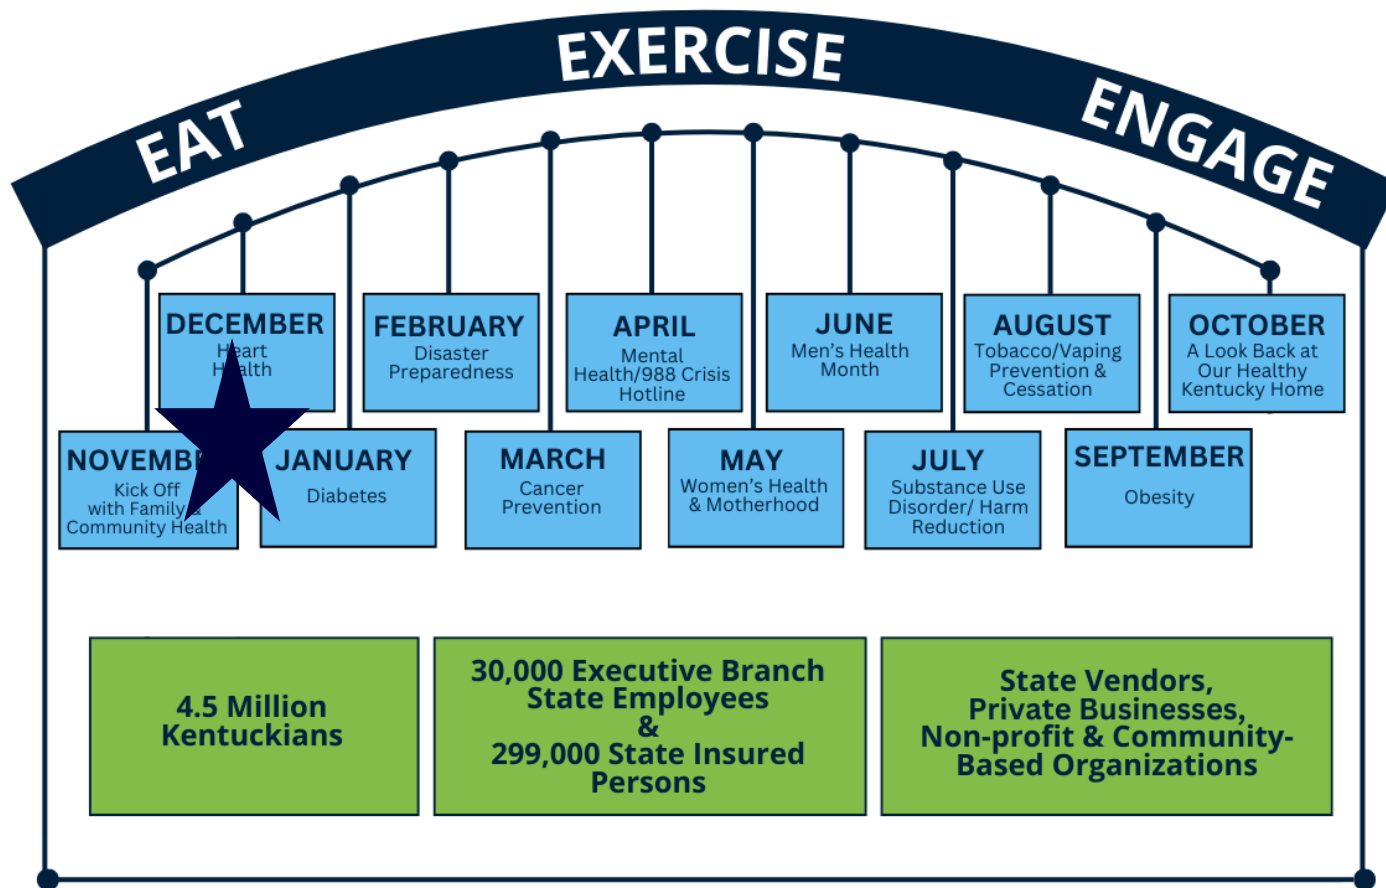 EAT
EXERCISE
ENGAGE
NOVEMBE
Kick Off
with Family &
Community Health
DECEMBER
Heart
Health
JANUARY
Diabetes
FEBRUARY
Disaster
Preparedness
MARCH
Cancer
Prevention
APRIL
Mental
Health/988 Crisis
Hotline
MAY
Women’s Health
& Motherhood
JUNE
Men’s Health
Month
JULY
Substance Use
Disorder/ Harm
Reduction
AUGUST
Tobacco/Vaping
Prevention &
Cessation
SEPTEMBER
Obesity
OCTOBER
A Look Back at
Our Healthy
Kentucky Home
4.5 Million
Kentuckians
30,000 Executive Branch
State Employees
&
299,000 State Insured
Persons
State Vendors,
Private Businesses,
Non-profit & Community-
Based Organizations